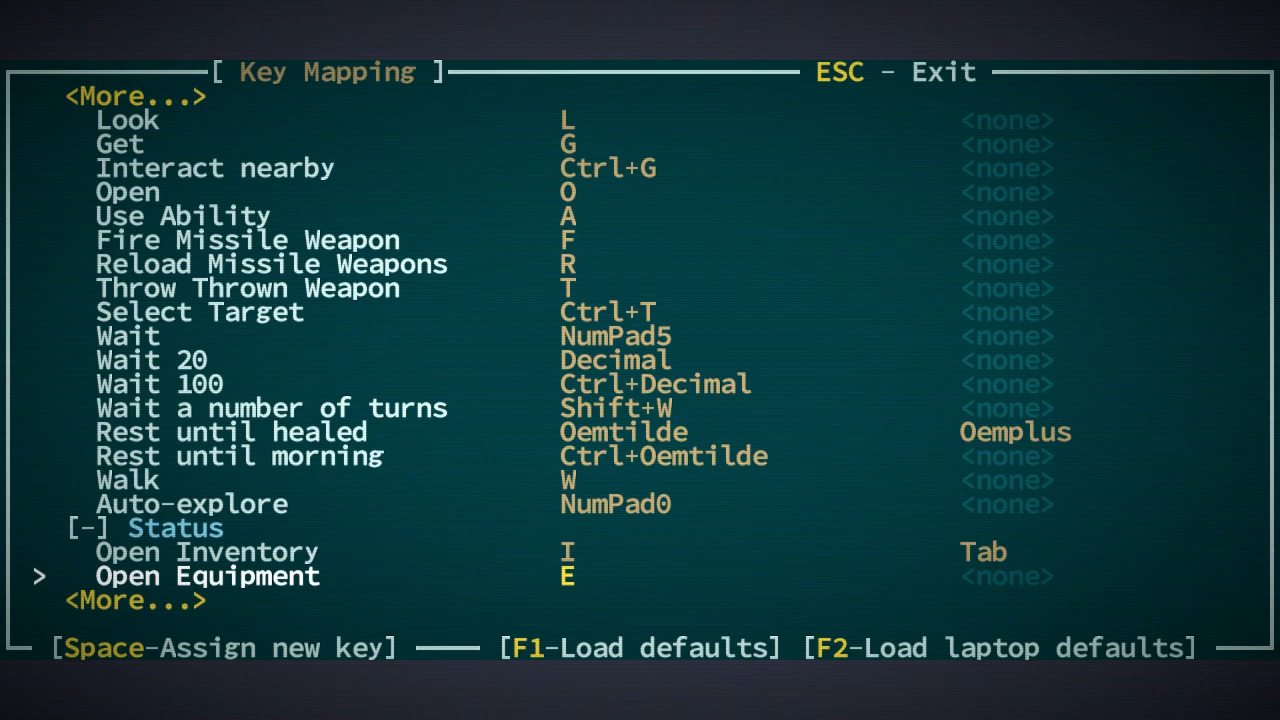 [ Key Mapping ] ESC - Exit
<More...>
Look L <none>
Get G <none>
Interact nearby Ctrl+G <none>
Open O <none>
Use Ability A <none>
Fire Missile Weapon F <none>
Reload Missile Weapons R <none>
Throw Thrown Weapon T <none>
Select Target Ctrl+T <none>
Wait NumPad5 <none>
Wait 20 Decimal <none>
Wait 100 Ctrl+Decimal <none>
Wait a number of turns Shift+W <none>
Rest until healed Oemtilde Oemplus
Rest until morning Ctrl+Oemtilde <none>
Walk W <none>
Auto-explore NumPad0 <none>
[-] Status
Open Inventory I Tab
> Open Equipment E <none>
<More...>
[Space-Assign new key] [F1-Load defaults] [F2-Load laptop defaults]